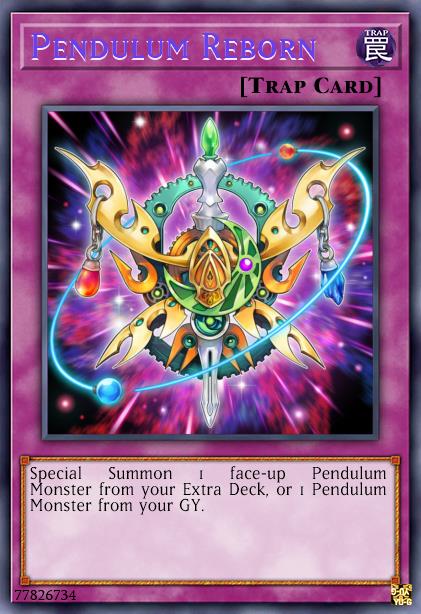 Pendulum Reborn
TRAP
罠
[Trap Card]
Special Summon 1 face-up Pendulum
Monster from your Extra Deck, or 1 Pendulum
Monster from your GY.
77826734